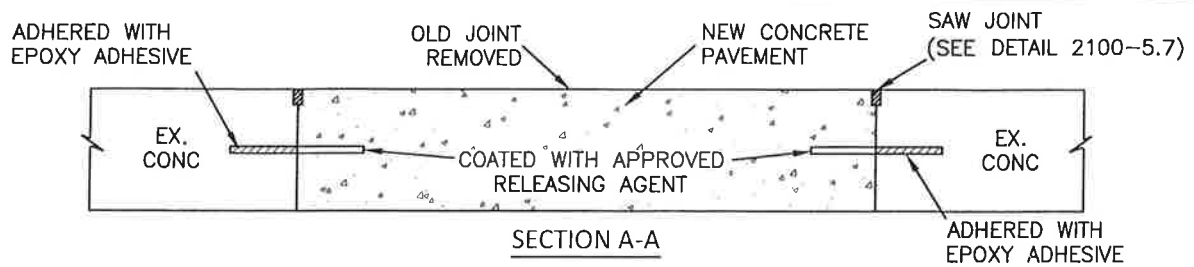 ADHERED WITH
EPOXY ADHESIVE
OLD JOINT
REMOVED
NEW CONCRETE
PAVEMENT
SAW JOINT
(SEE DETAIL 2100-5.7)
EX.
CONC
COATED WITH APPROVED
RELEASING AGENT
EX.
CONC
ADHERED WITH
EPOXY ADHESIVE
SECTION A-A